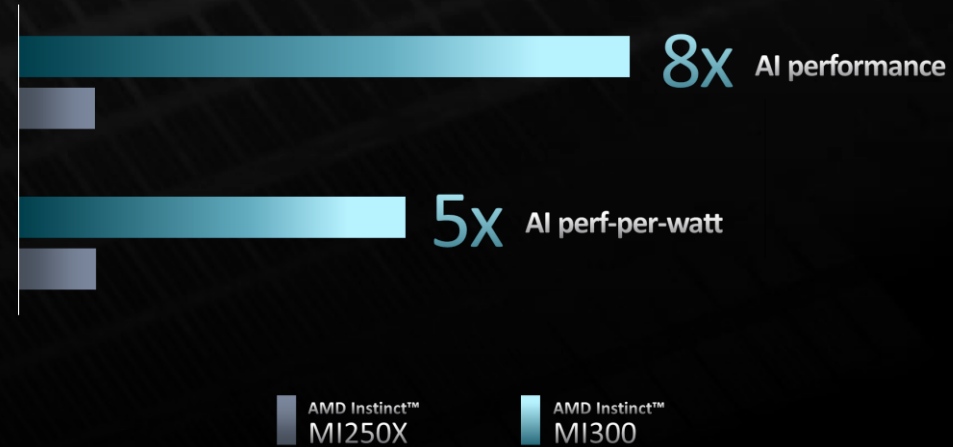 8x AI performance
5x AI perf-per-watt
AMD Instinct™
MI250X
AMD Instinct™
MI300